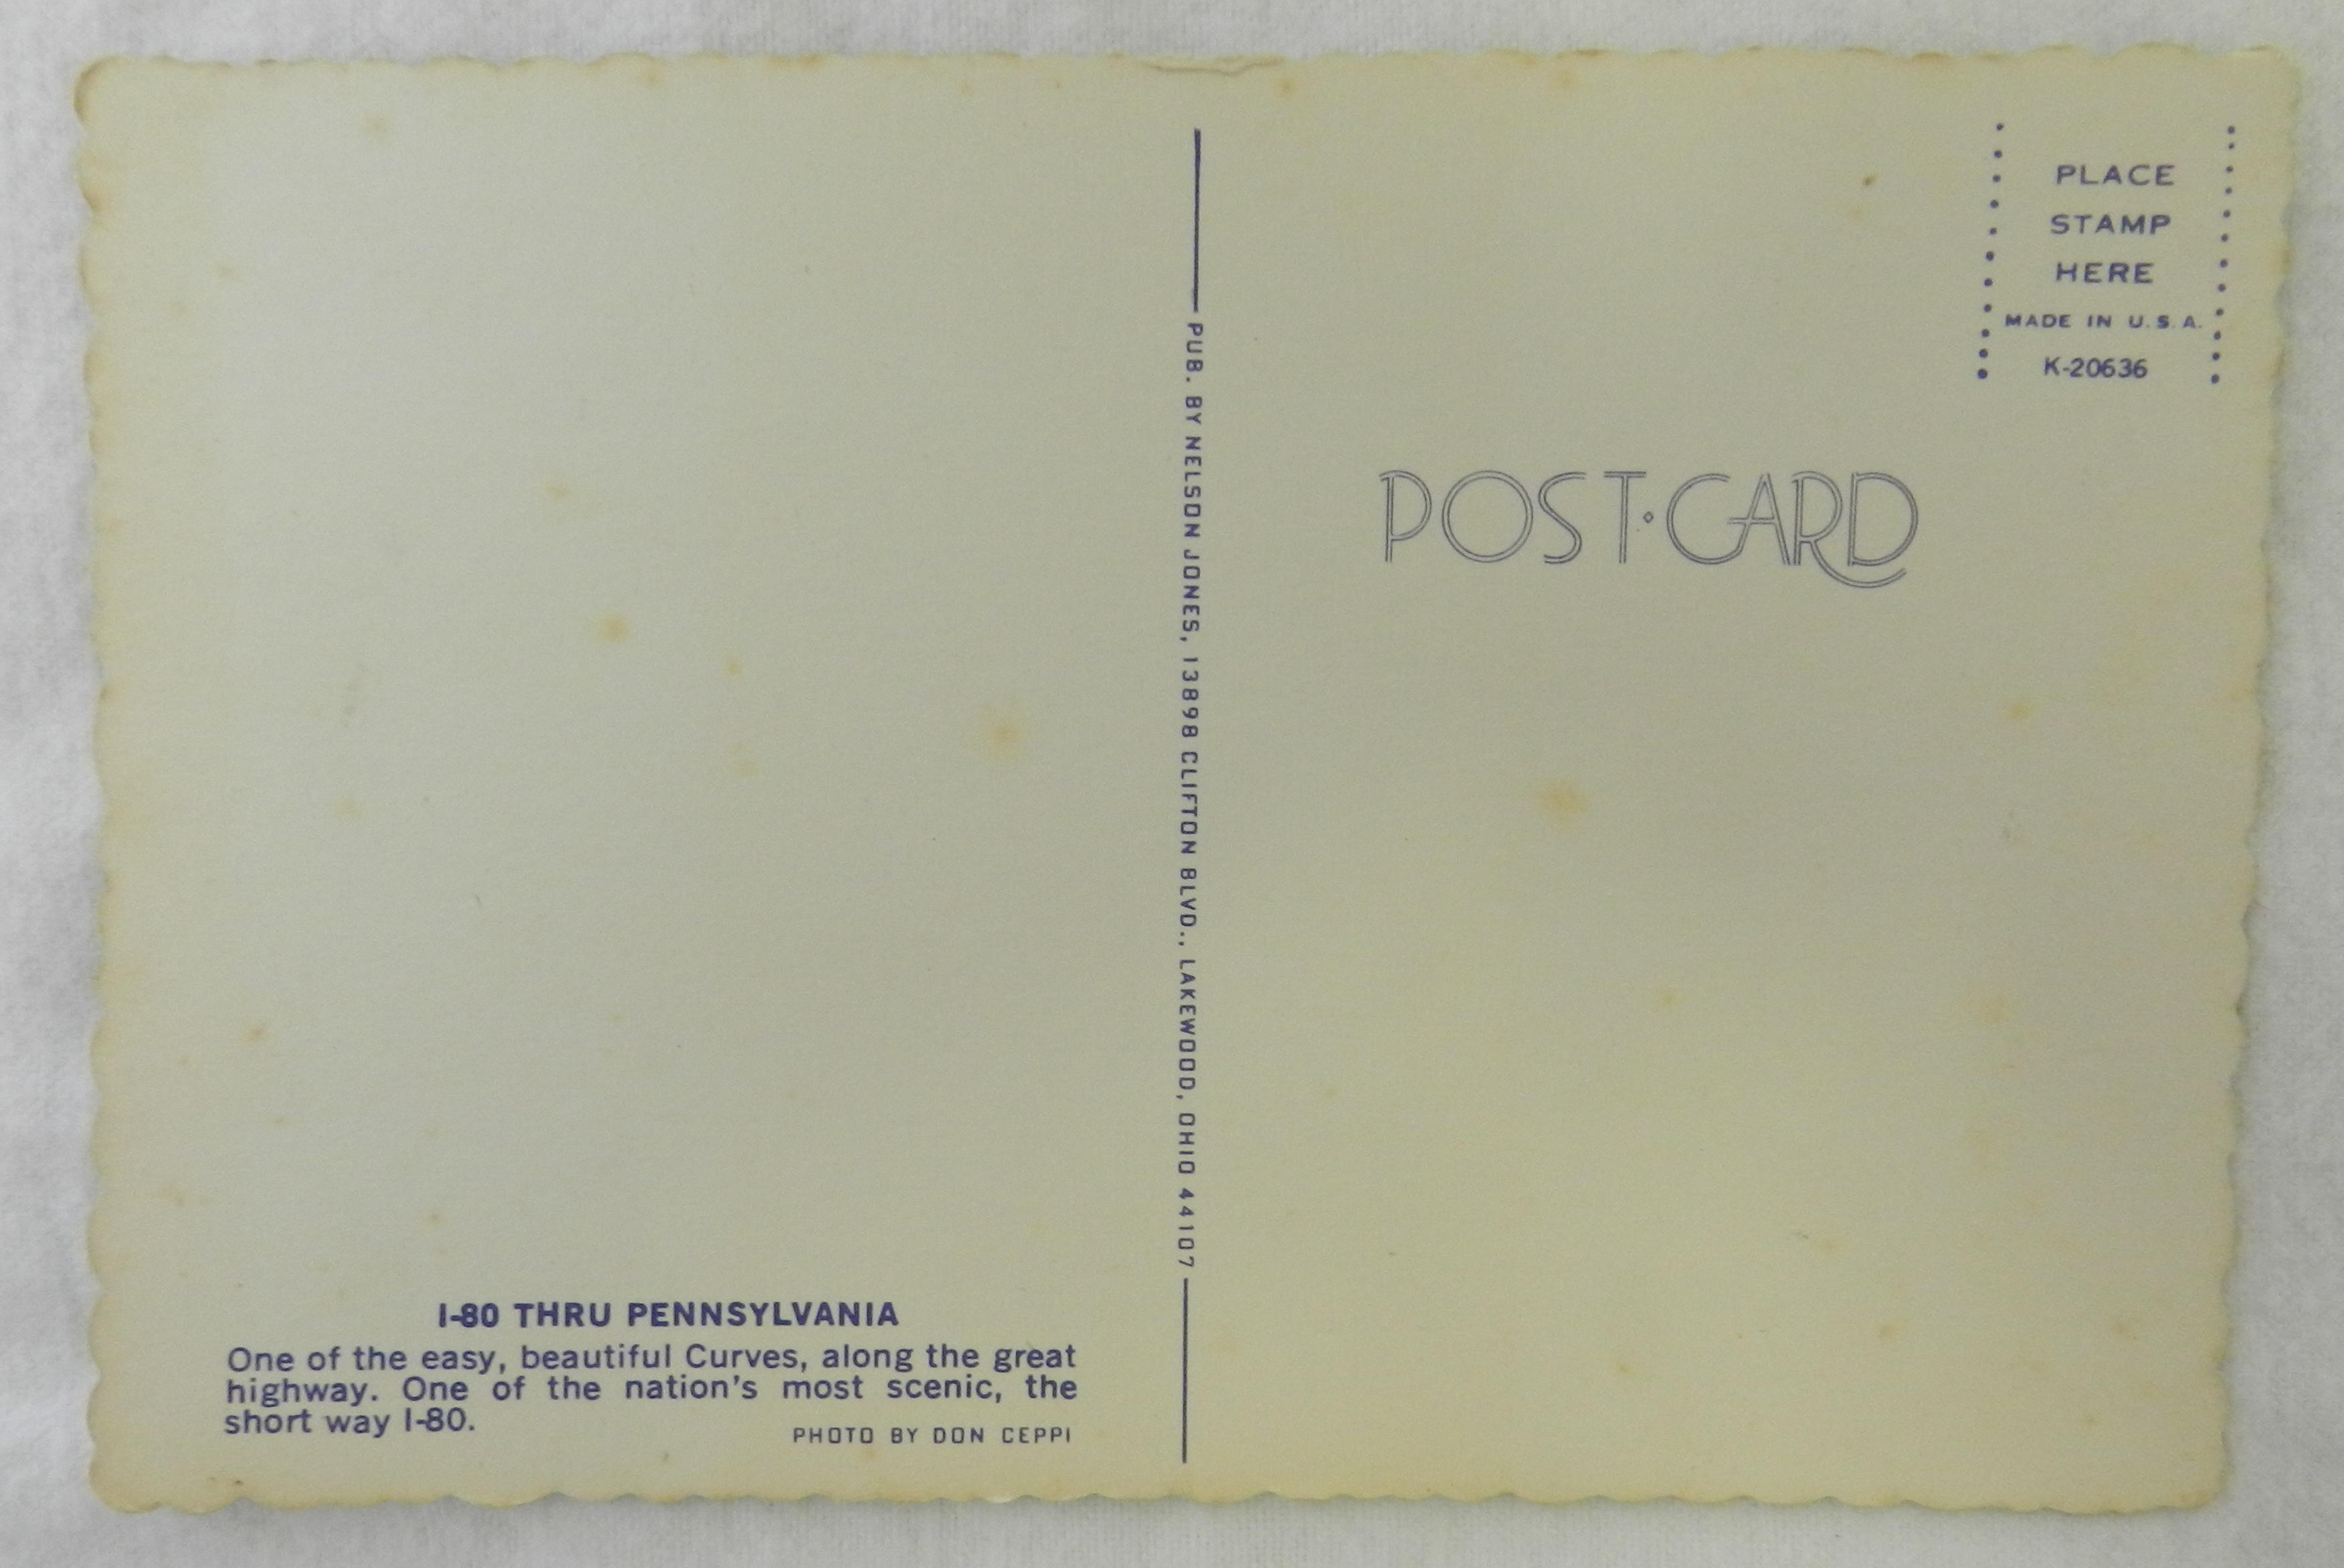 PLACE
STAMP
HERE
MADE IN U.S.A.
K-20636
POST·CARD
PUB. BY NELSON JONES, 13898 CLIFTON BLVD., LAKEWOOD, OHIO 44107
I-80 THRU PENNSYLVANIA
One of the easy, beautiful Curves, along the great
highway. One of the nation's most scenic, the
short way I-80.
PHOTO BY DON CEPPI